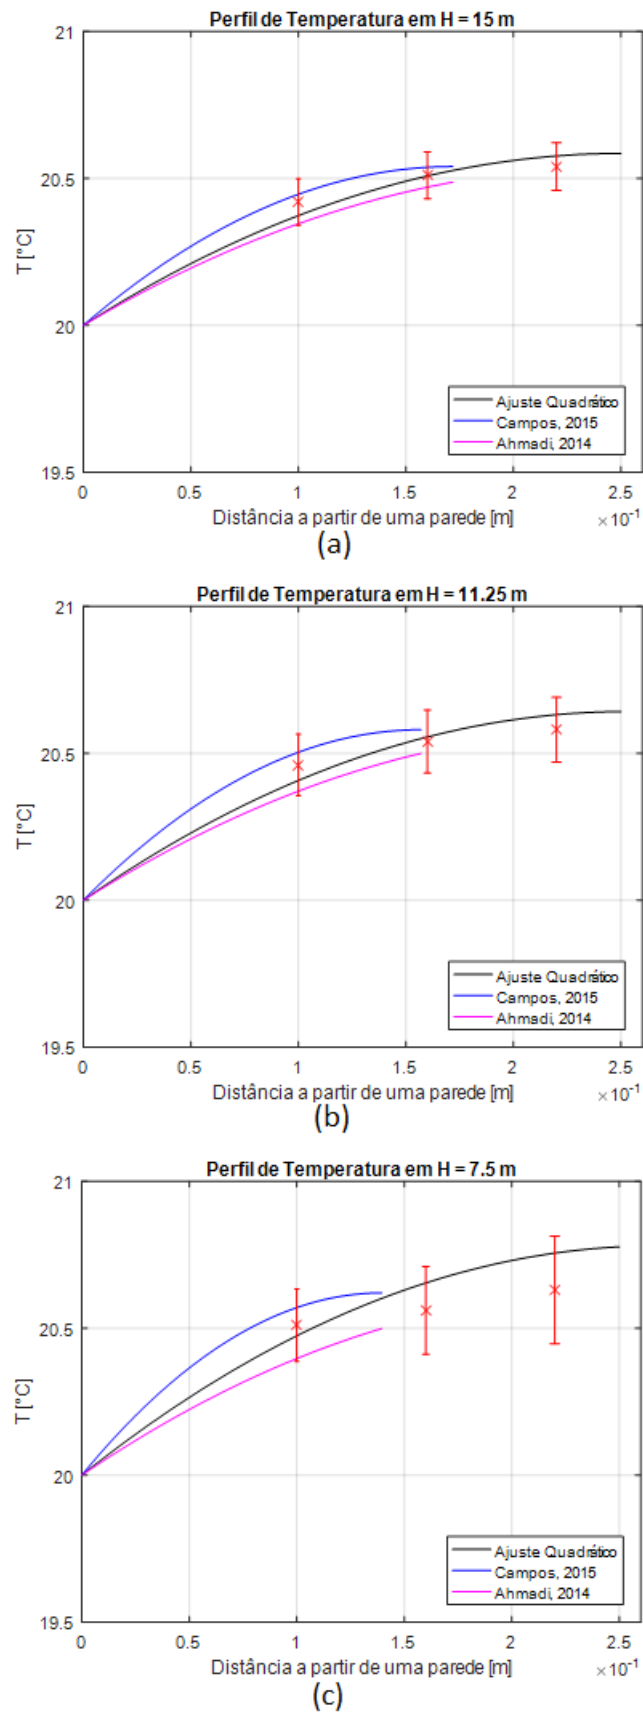 Perfil de Temperatura em H = 15 m
21
20.5
20
19.5
T [°C]
Ajuste Quadrático
Campos, 2015
Ahmadi, 2014
0 0.5 1 1.5 2 2.5
Distância a partir de uma parede [m] ×10-1
(a)
Perfil de Temperatura em H = 11.25 m
21
20.5
20
19.5
T [°C]
Ajuste Quadrático
Campos, 2015
Ahmadi, 2014
0 0.5 1 1.5 2 2.5
Distância a partir de uma parede [m] ×10-1
(b)
Perfil de Temperatura em H = 7.5 m
21
20.5
20
19.5
T [°C]
Ajuste Quadrático
Campos, 2015
Ahmadi, 2014
0 0.5 1 1.5 2 2.5
Distância a partir de uma parede [m] ×10-1
(c)